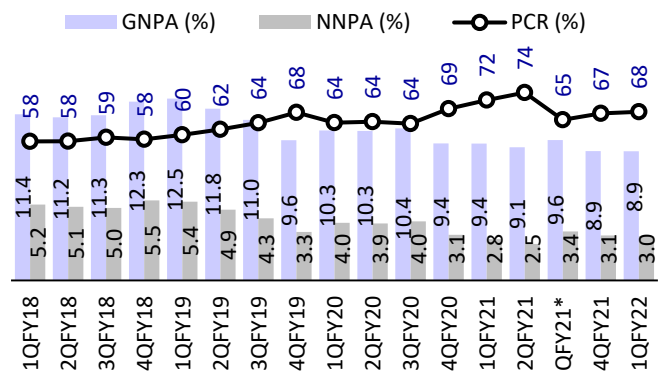 GNPA (%) NNPA (%) PCR (%)
58 58 59 58 60 62 64 68 64 64 64 69 72 74 65 67 68
11.4 11.2 11.3 12.3 12.5 11.8 11.0 9.6 10.3 10.3 10.4 9.4 9.4 9.1 9.6 8.9 8.9
5.2 5.1 5.0 5.5 5.4 4.9 4.3 3.3 4.0 3.9 4.0 3.1 2.8 2.5 3.4 3.1 3.0
1QFY18 2QFY18 3QFY18 4QFY18 1QFY19 2QFY19 3QFY19 4QFY19 1QFY20 2QFY20 3QFY20 4QFY20 1QFY21 2QFY21 QFY21* 4QFY21 1QFY22